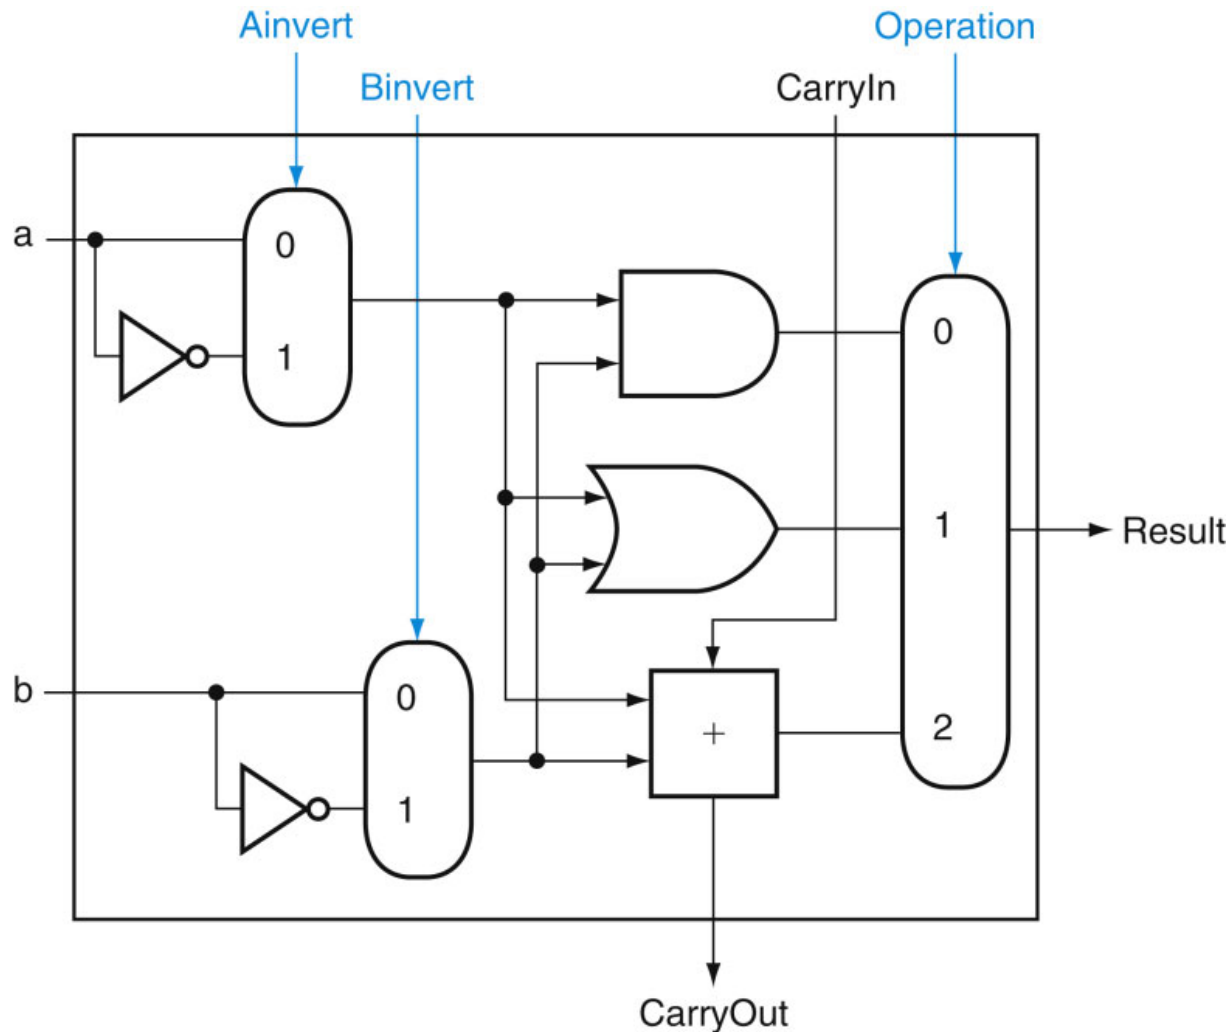 Ainvert
Operation
Binvert
CarryIn
a
0
1
0
1
Result
b
0
1
+
2
CarryOut